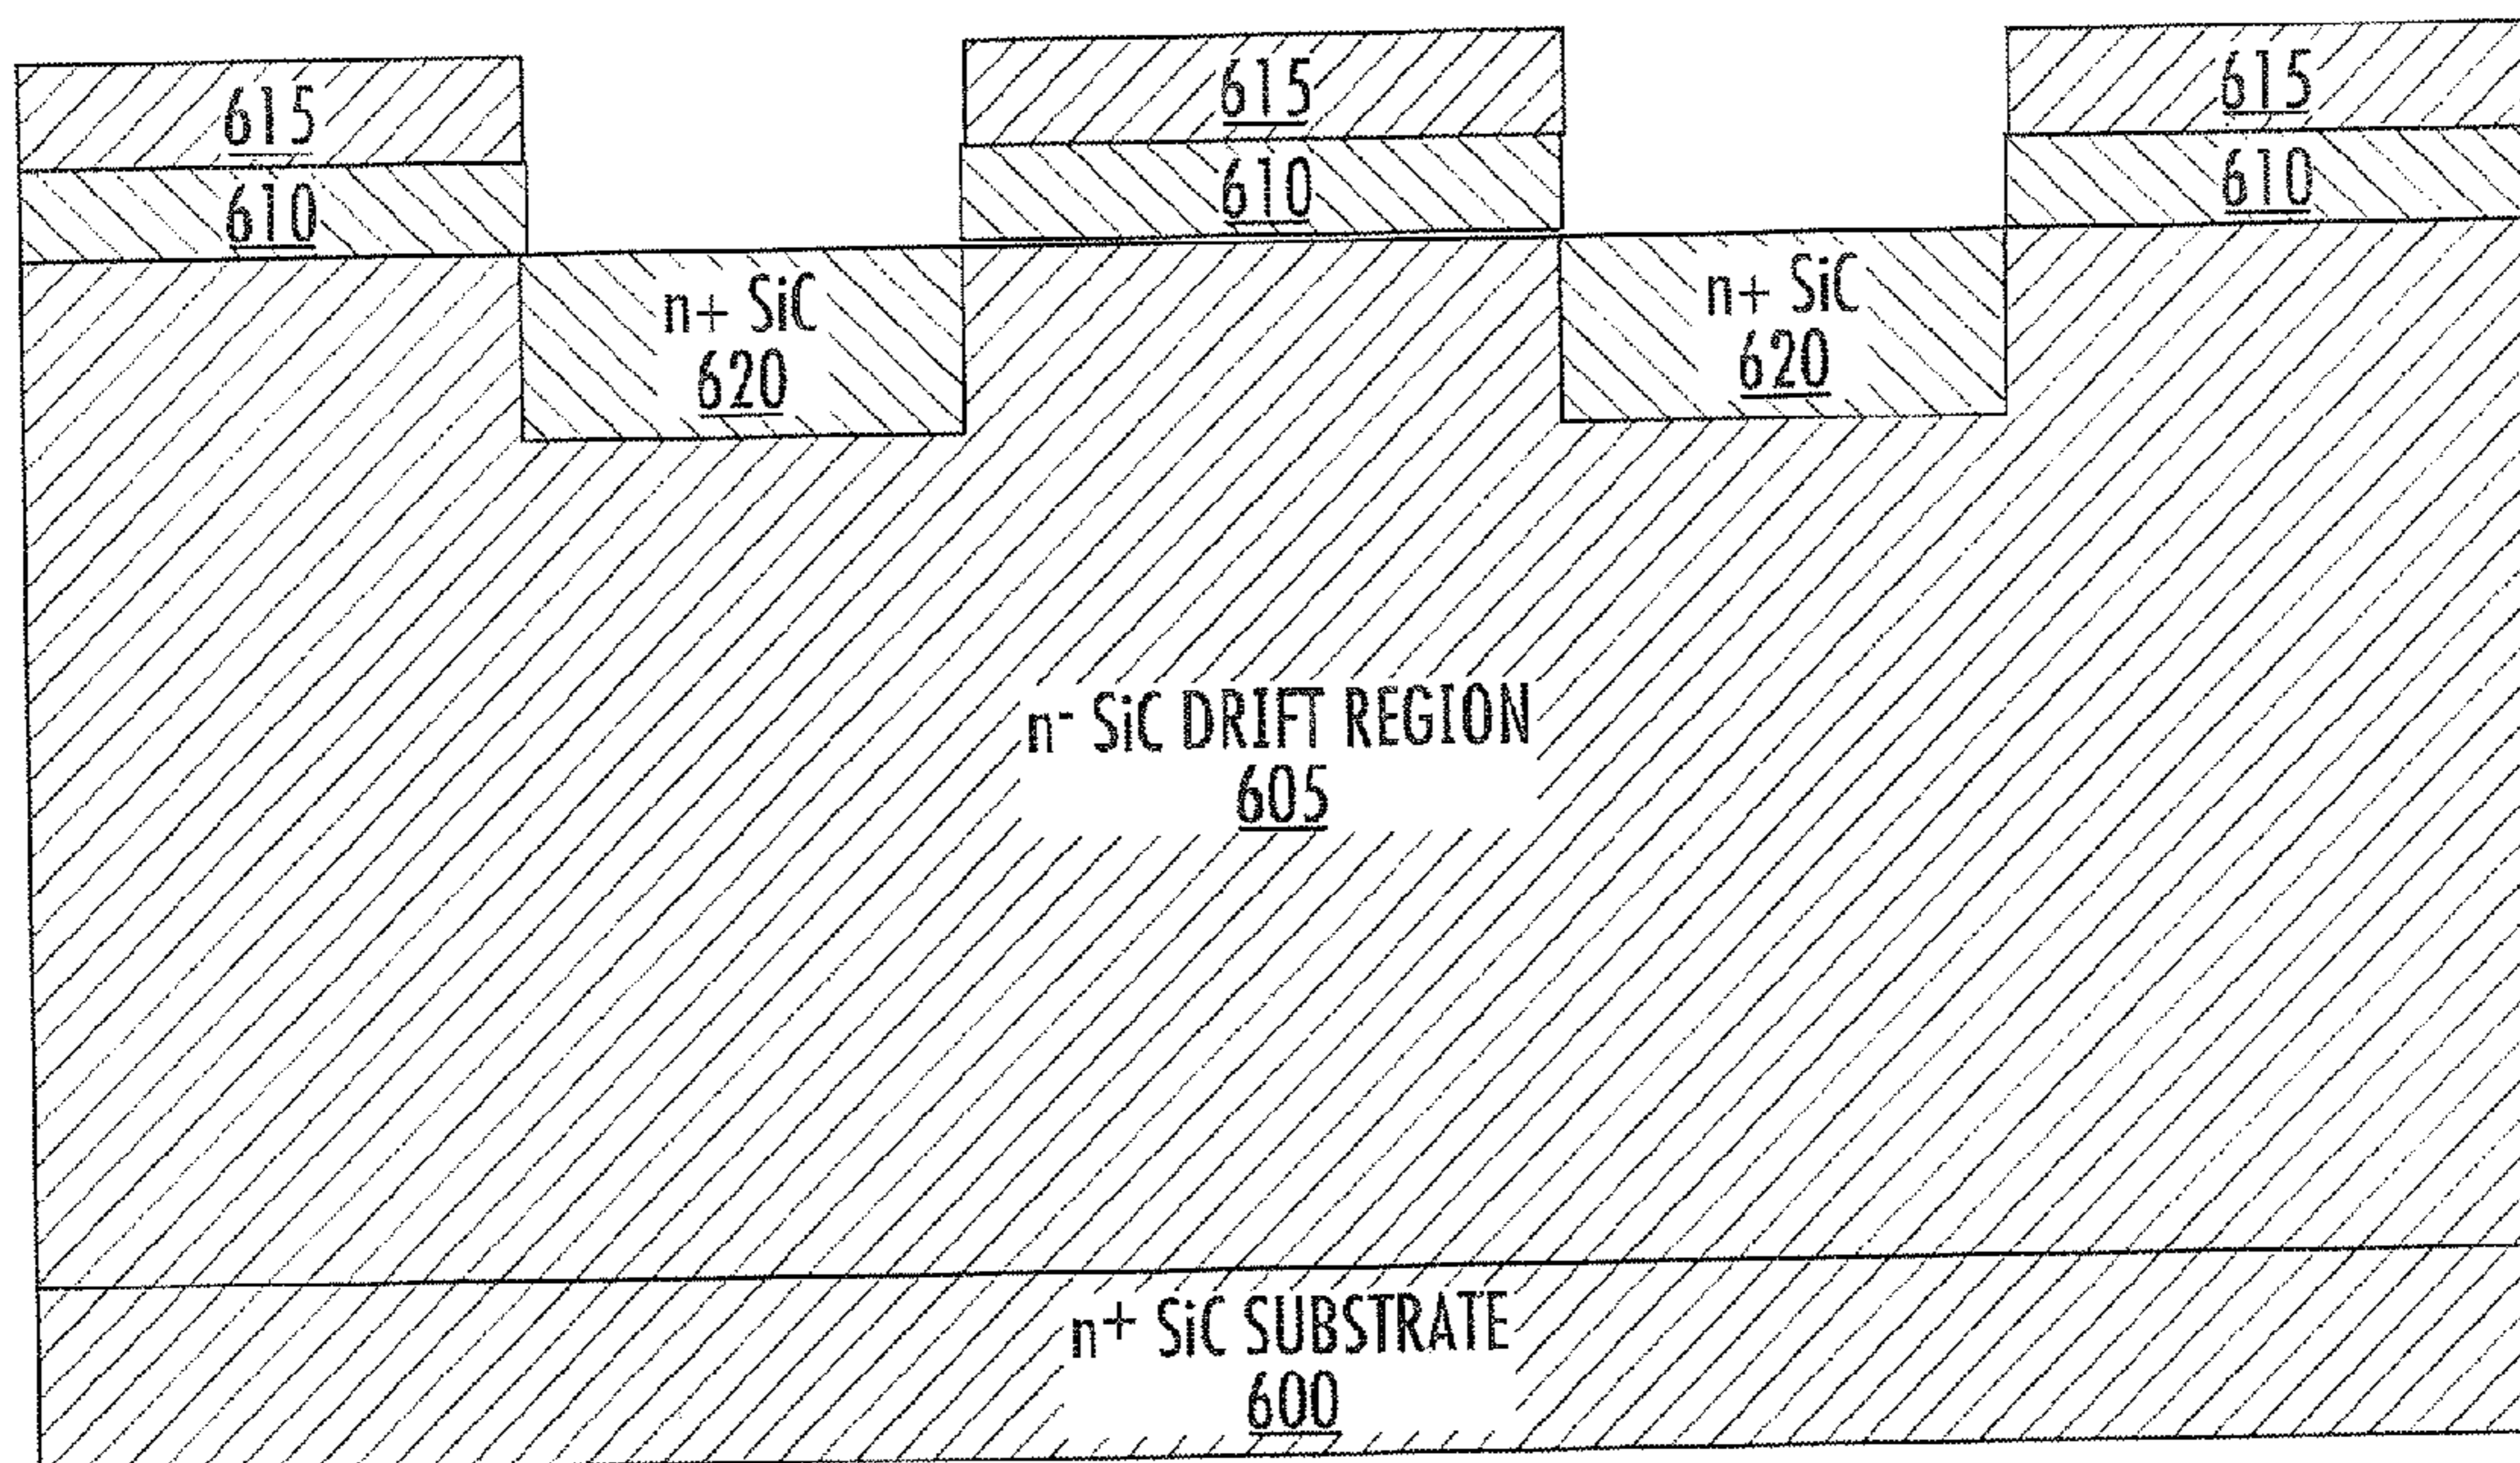 615
615
615
610
610
610
n+ SiC
620
n+ SiC
620
n- SiC DRIFT REGION
605
n+ SiC SUBSTRATE
600